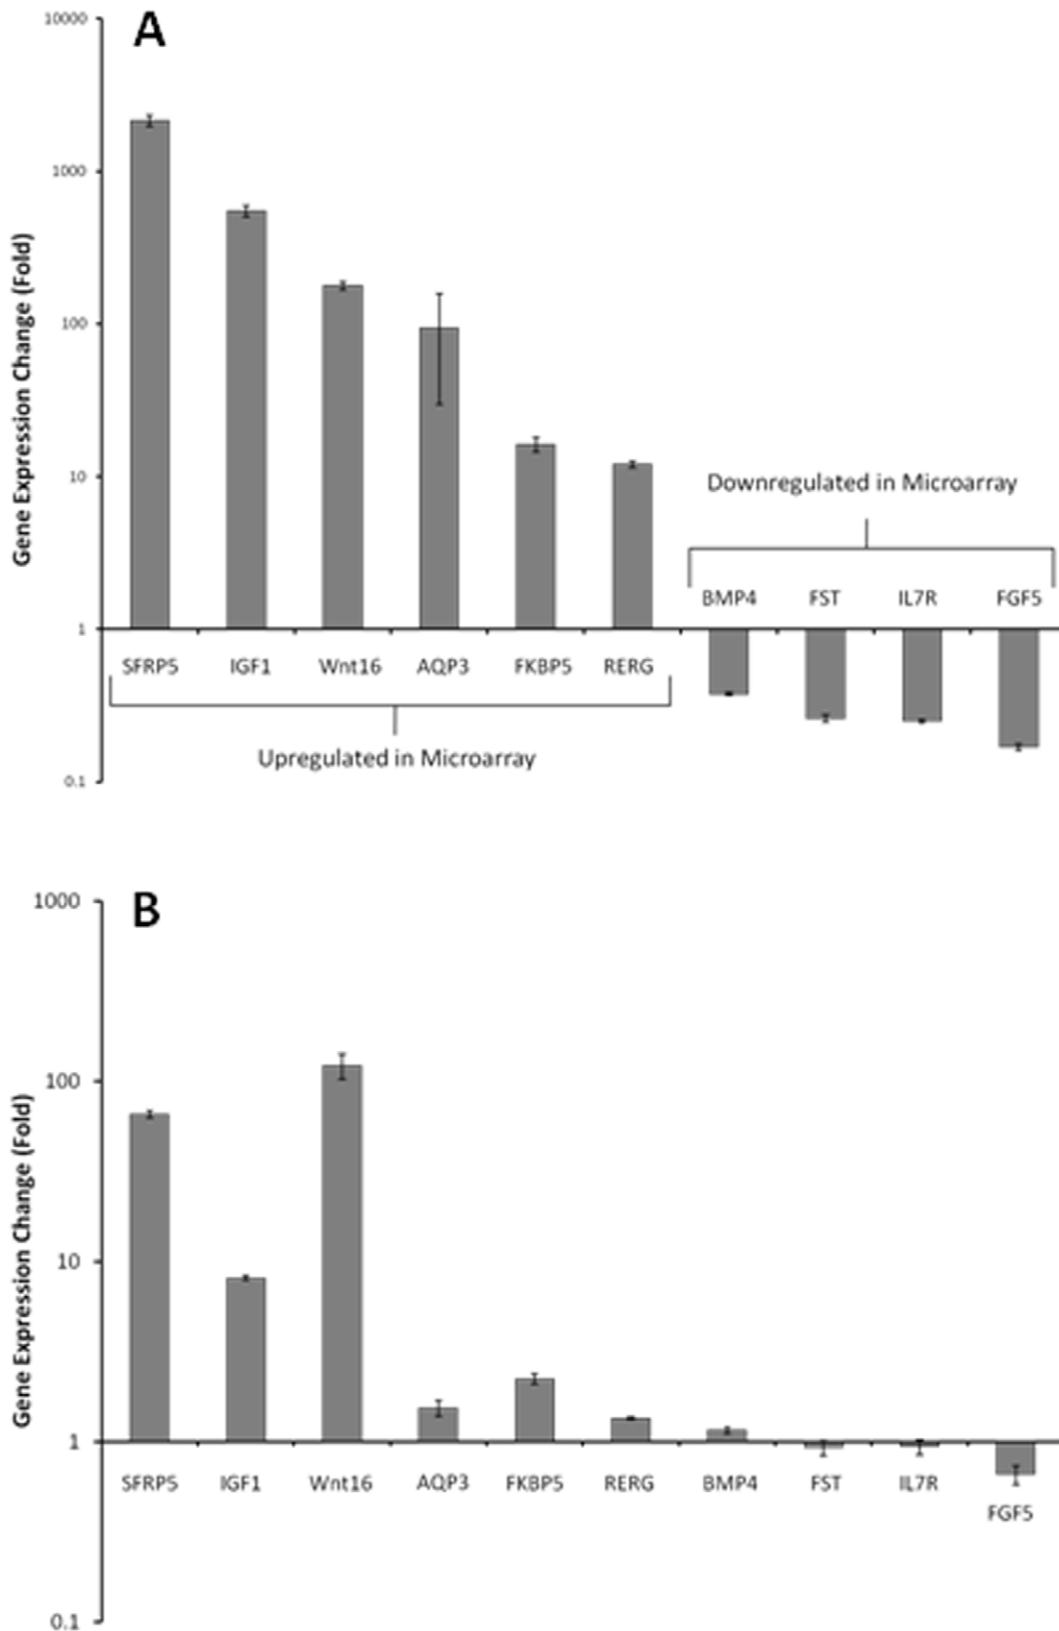 A
10000
1000
100
10
1
0.1
Gene Expression Change (Fold)
Downregulated in Microarray
BMP4 FST IL7R FGF5
SFRP5 IGF1 Wnt16 AQP3 FKBP5 RERG
Upregulated in Microarray
B
1000
100
10
1
0.1
Gene Expression Change (Fold)
SFRP5 IGF1 Wnt16 AQP3 FKBP5 RERG BMP4 FST IL7R
FGF5